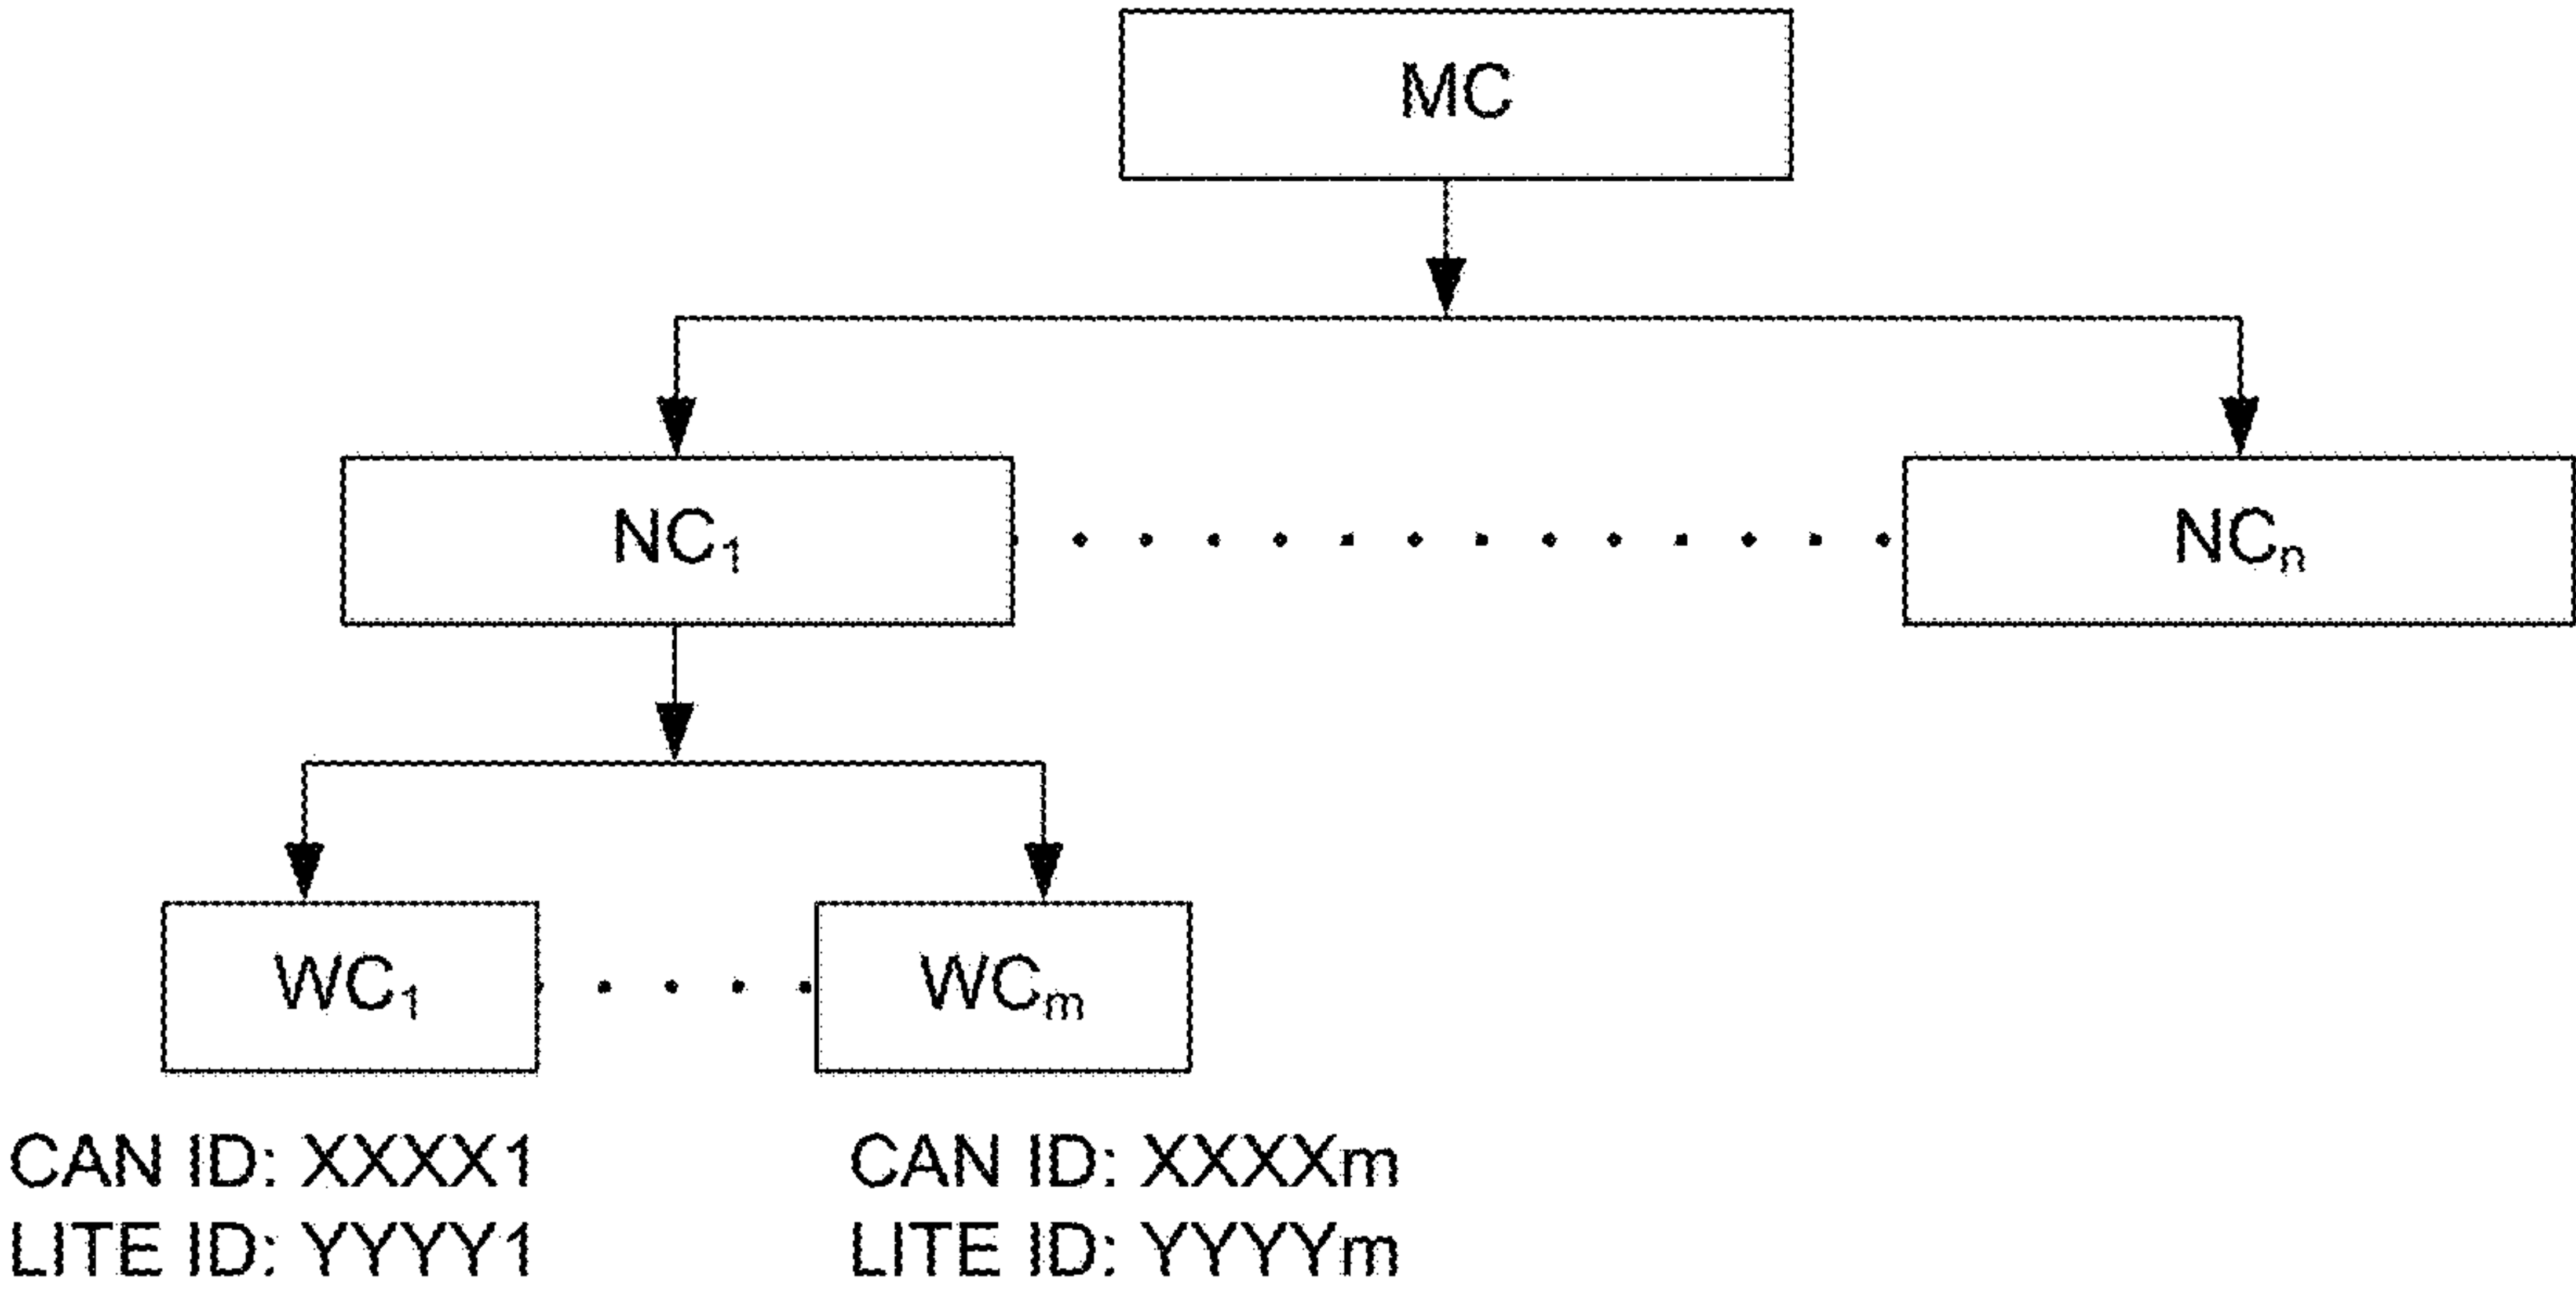 MC
NC₁
NCₙ
WC₁
WCₘ
CAN ID: XXXX1
LITE ID: YYYY1
CAN ID: XXXXm
LITE ID: YYYYm